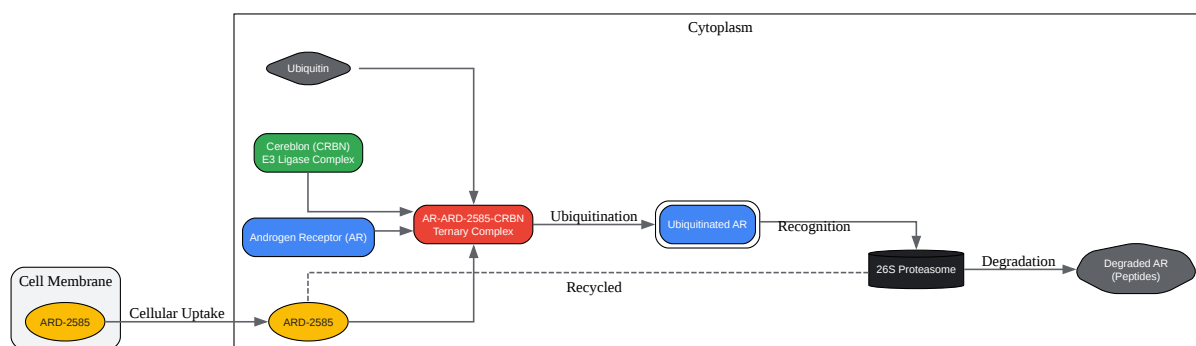 Cytoplasm
Ubiquitin
Cereblon (CRBN)
E3 Ligase Complex
Androgen Receptor (AR)
AR-ARD-2585-CRBN
Ternary Complex
Ubiquitination
Ubiquitinated AR
Recognition
26S Proteasome
Degradation
Degraded AR
(Peptides)
Recycled
Cell Membrane
ARD-2585
Cellular Uptake
ARD-2585